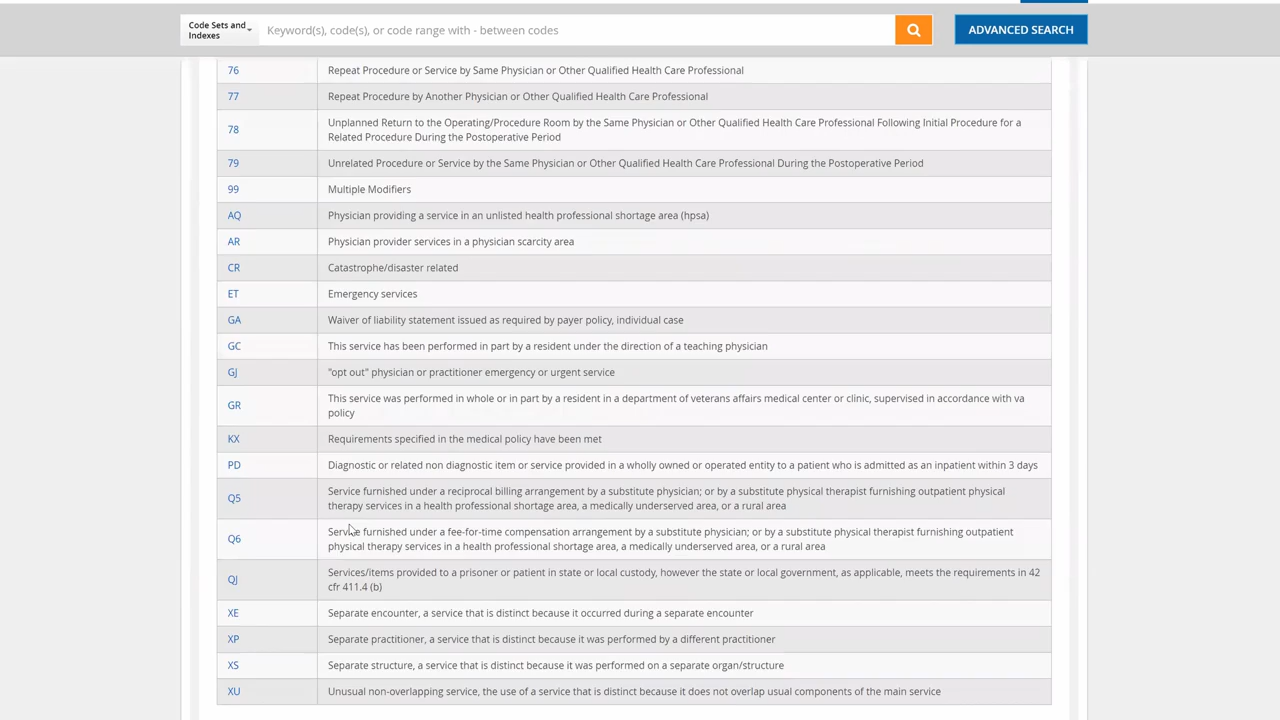 Code Sets and
Indexes
Keyword(s), code(s), or code range with - between codes
ADVANCED SEARCH
76 Repeat Procedure or Service by Same Physician or Other Qualified Health Care Professional
77 Repeat Procedure by Another Physician or Other Qualified Health Care Professional
78 Unplanned Return to the Operating/Procedure Room by the Same Physician or Other Qualified Health Care Professional Following Initial Procedure for a
Related Procedure During the Postoperative Period
79 Unrelated Procedure or Service by the Same Physician or Other Qualified Health Care Professional During the Postoperative Period
99 Multiple Modifiers
AQ Physician providing a service in an unlisted health professional shortage area (hpsa)
AR Physician provider services in a physician scarcity area
CR Catastrophe/disaster related
ET Emergency services
GA Waiver of liability statement issued as required by payer policy, individual case
GC This service has been performed in part by a resident under the direction of a teaching physician
GJ "opt out" physician or practitioner emergency or urgent service
GR This service was performed in whole or in part by a resident in a department of veterans affairs medical center or clinic, supervised in accordance with va
policy
KX Requirements specified in the medical policy have been met
PD Diagnostic or related non diagnostic item or service provided in a wholly owned or operated entity to a patient who is admitted as an inpatient within 3 days
Q5 Service furnished under a reciprocal billing arrangement by a substitute physician; or by a substitute physical therapist furnishing outpatient physical
therapy services in a health professional shortage area, a medically underserved area, or a rural area
Q6 Service furnished under a fee-for-time compensation arrangement by a substitute physician; or by a substitute physical therapist furnishing outpatient
physical therapy services in a health professional shortage area, a medically underserved area, or a rural area
QJ Services/items provided to a prisoner or patient in state or local custody, however the state or local government, as applicable, meets the requirements in 42
cfr 411.4 (b)
XE Separate encounter, a service that is distinct because it occurred during a separate encounter
XP Separate practitioner, a service that is distinct because it was performed by a different practitioner
XS Separate structure, a service that is distinct because it was performed on a separate organ/structure
XU Unusual non-overlapping service, the use of a service that is distinct because it does not overlap usual components of the main service